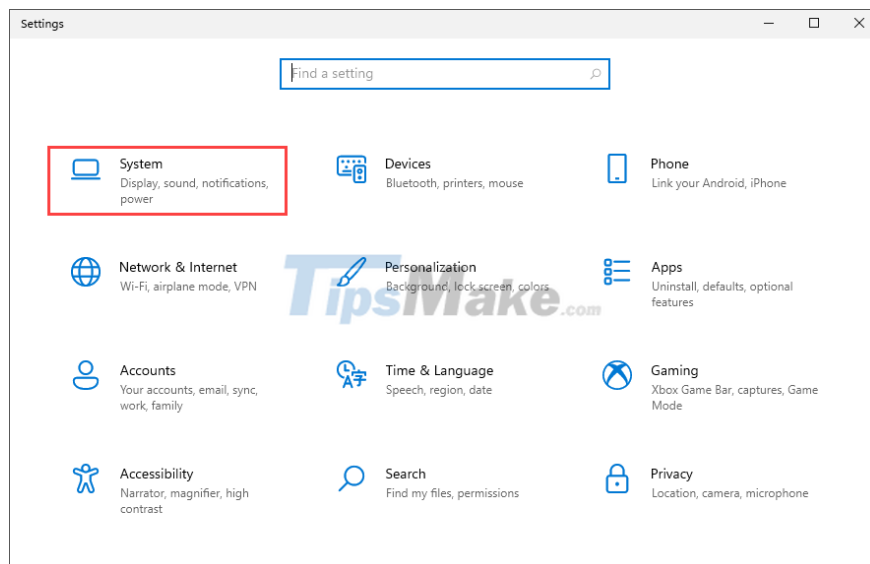 Settings
Find a setting
System
Display, sound, notifications,
power
Devices
Bluetooth, printers, mouse
Phone
Link your Android, iPhone
Network & Internet
Wi-Fi, airplane mode, VPN
Personalization
Background, lock screen, colors
Apps
Uninstall, defaults, optional
features
TipsMake.com
Accounts
Your accounts, email, sync,
work, family
Time & Language
Speech, region, date
Gaming
Xbox Game Bar, captures, Game
Mode
Accessibility
Narrator, magnifier, high
contrast
Search
Find my files, permissions
Privacy
Location, camera, microphone